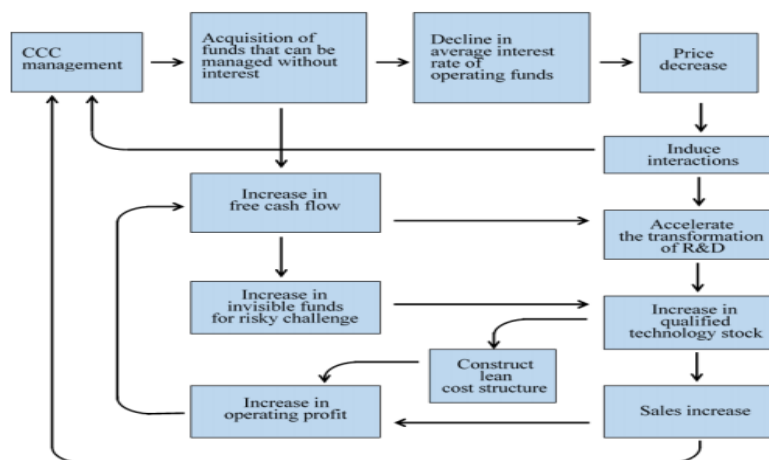 CCC
management
Acquisition of
funds that can be
managed without
interest
Decline in
average interest
rate of
operating funds
Price
decrease
Induce
interactions
Increase in
free cash flow
Accelerate
the transformation
of R&D
Increase in
invisible funds
for risky challenge
Increase in
qualified
technology stock
Construct
lean
cost structure
Increase in
operating profit
Sales increase